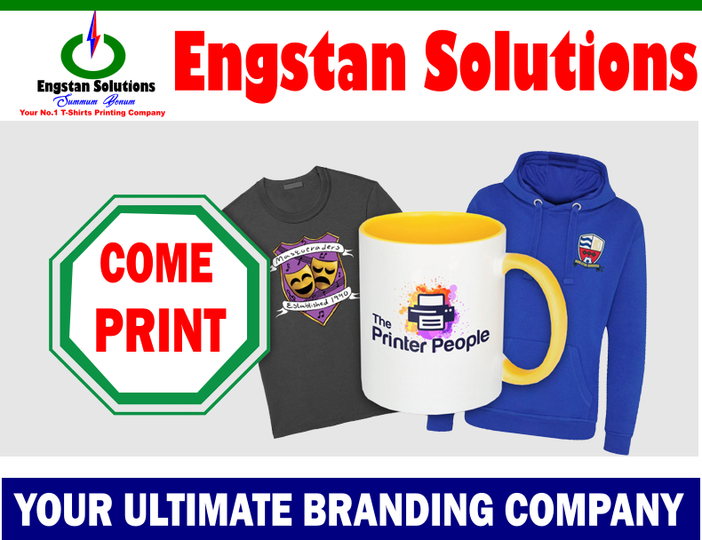 Engstan Solutions
Engstan Solutions
Summum Bonum
Your No.1 T-Shirts Printing Company
COME
PRINT
Masqueraders
Established 1990
The
Printer People
YOUR ULTIMATE BRANDING COMPANY